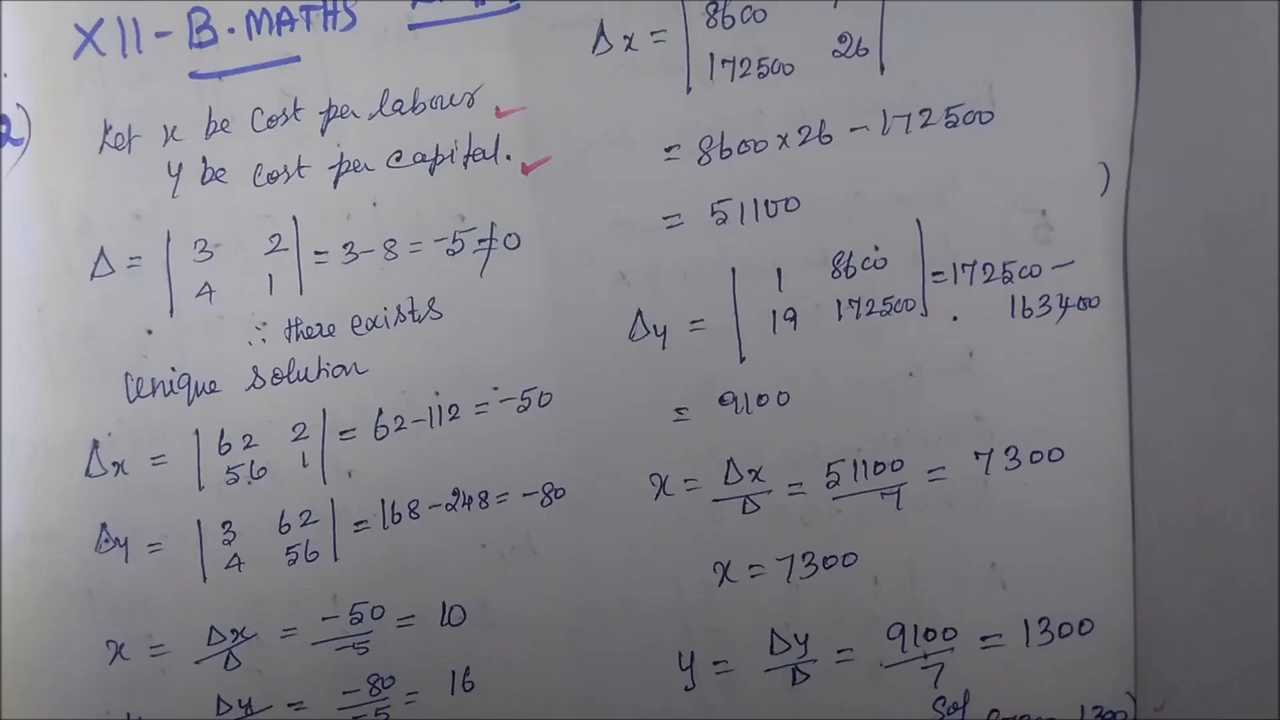 XII-B.MATHS
2)
Let x be Cost per labour
y be cost per capital.
Δ = | 3 2 | = 3-8 = -5 ≠ 0
4 1
∴ there exists
Unique solution
Δx = | 62 2 | = 62-112 = -50
56 1
Δy = | 3 62 | = 168-248 = -80
4 56
x = Δx/Δ = -50/-5 = 10
Δy = -80/-5 = 16
Δx = | 8600
172500 26 |
= 8600×26 - 172500
= 51100
)
Δy = | 1 8600 | = 172500 -
19 172500 . 163400
= 9100
x = Δx/Δ = 51100/7 = 7300
x = 7300
y = Δy/Δ = 9100/7 = 1300
Sol
1300)